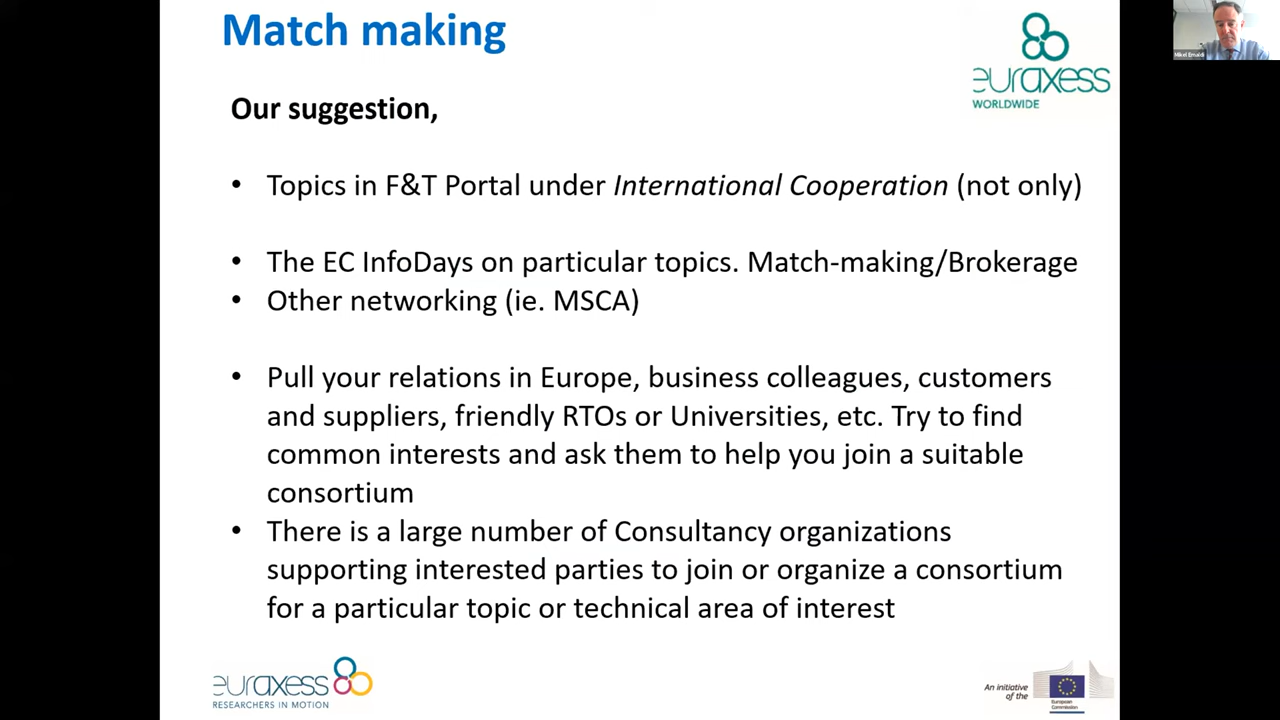 Match making
euraxess
WORLDWIDE
Mikel Emaldi
Our suggestion,
• Topics in F&T Portal under International Cooperation (not only)
• The EC InfoDays on particular topics. Match-making/Brokerage
• Other networking (ie. MSCA)
• Pull your relations in Europe, business colleagues, customers
and suppliers, friendly RTOs or Universities, etc. Try to find
common interests and ask them to help you join a suitable
consortium
• There is a large number of Consultancy organizations
supporting interested parties to join or organize a consortium
for a particular topic or technical area of interest
euraxess
RESEARCHERS IN MOTION
An initiative
of the
European
Commission